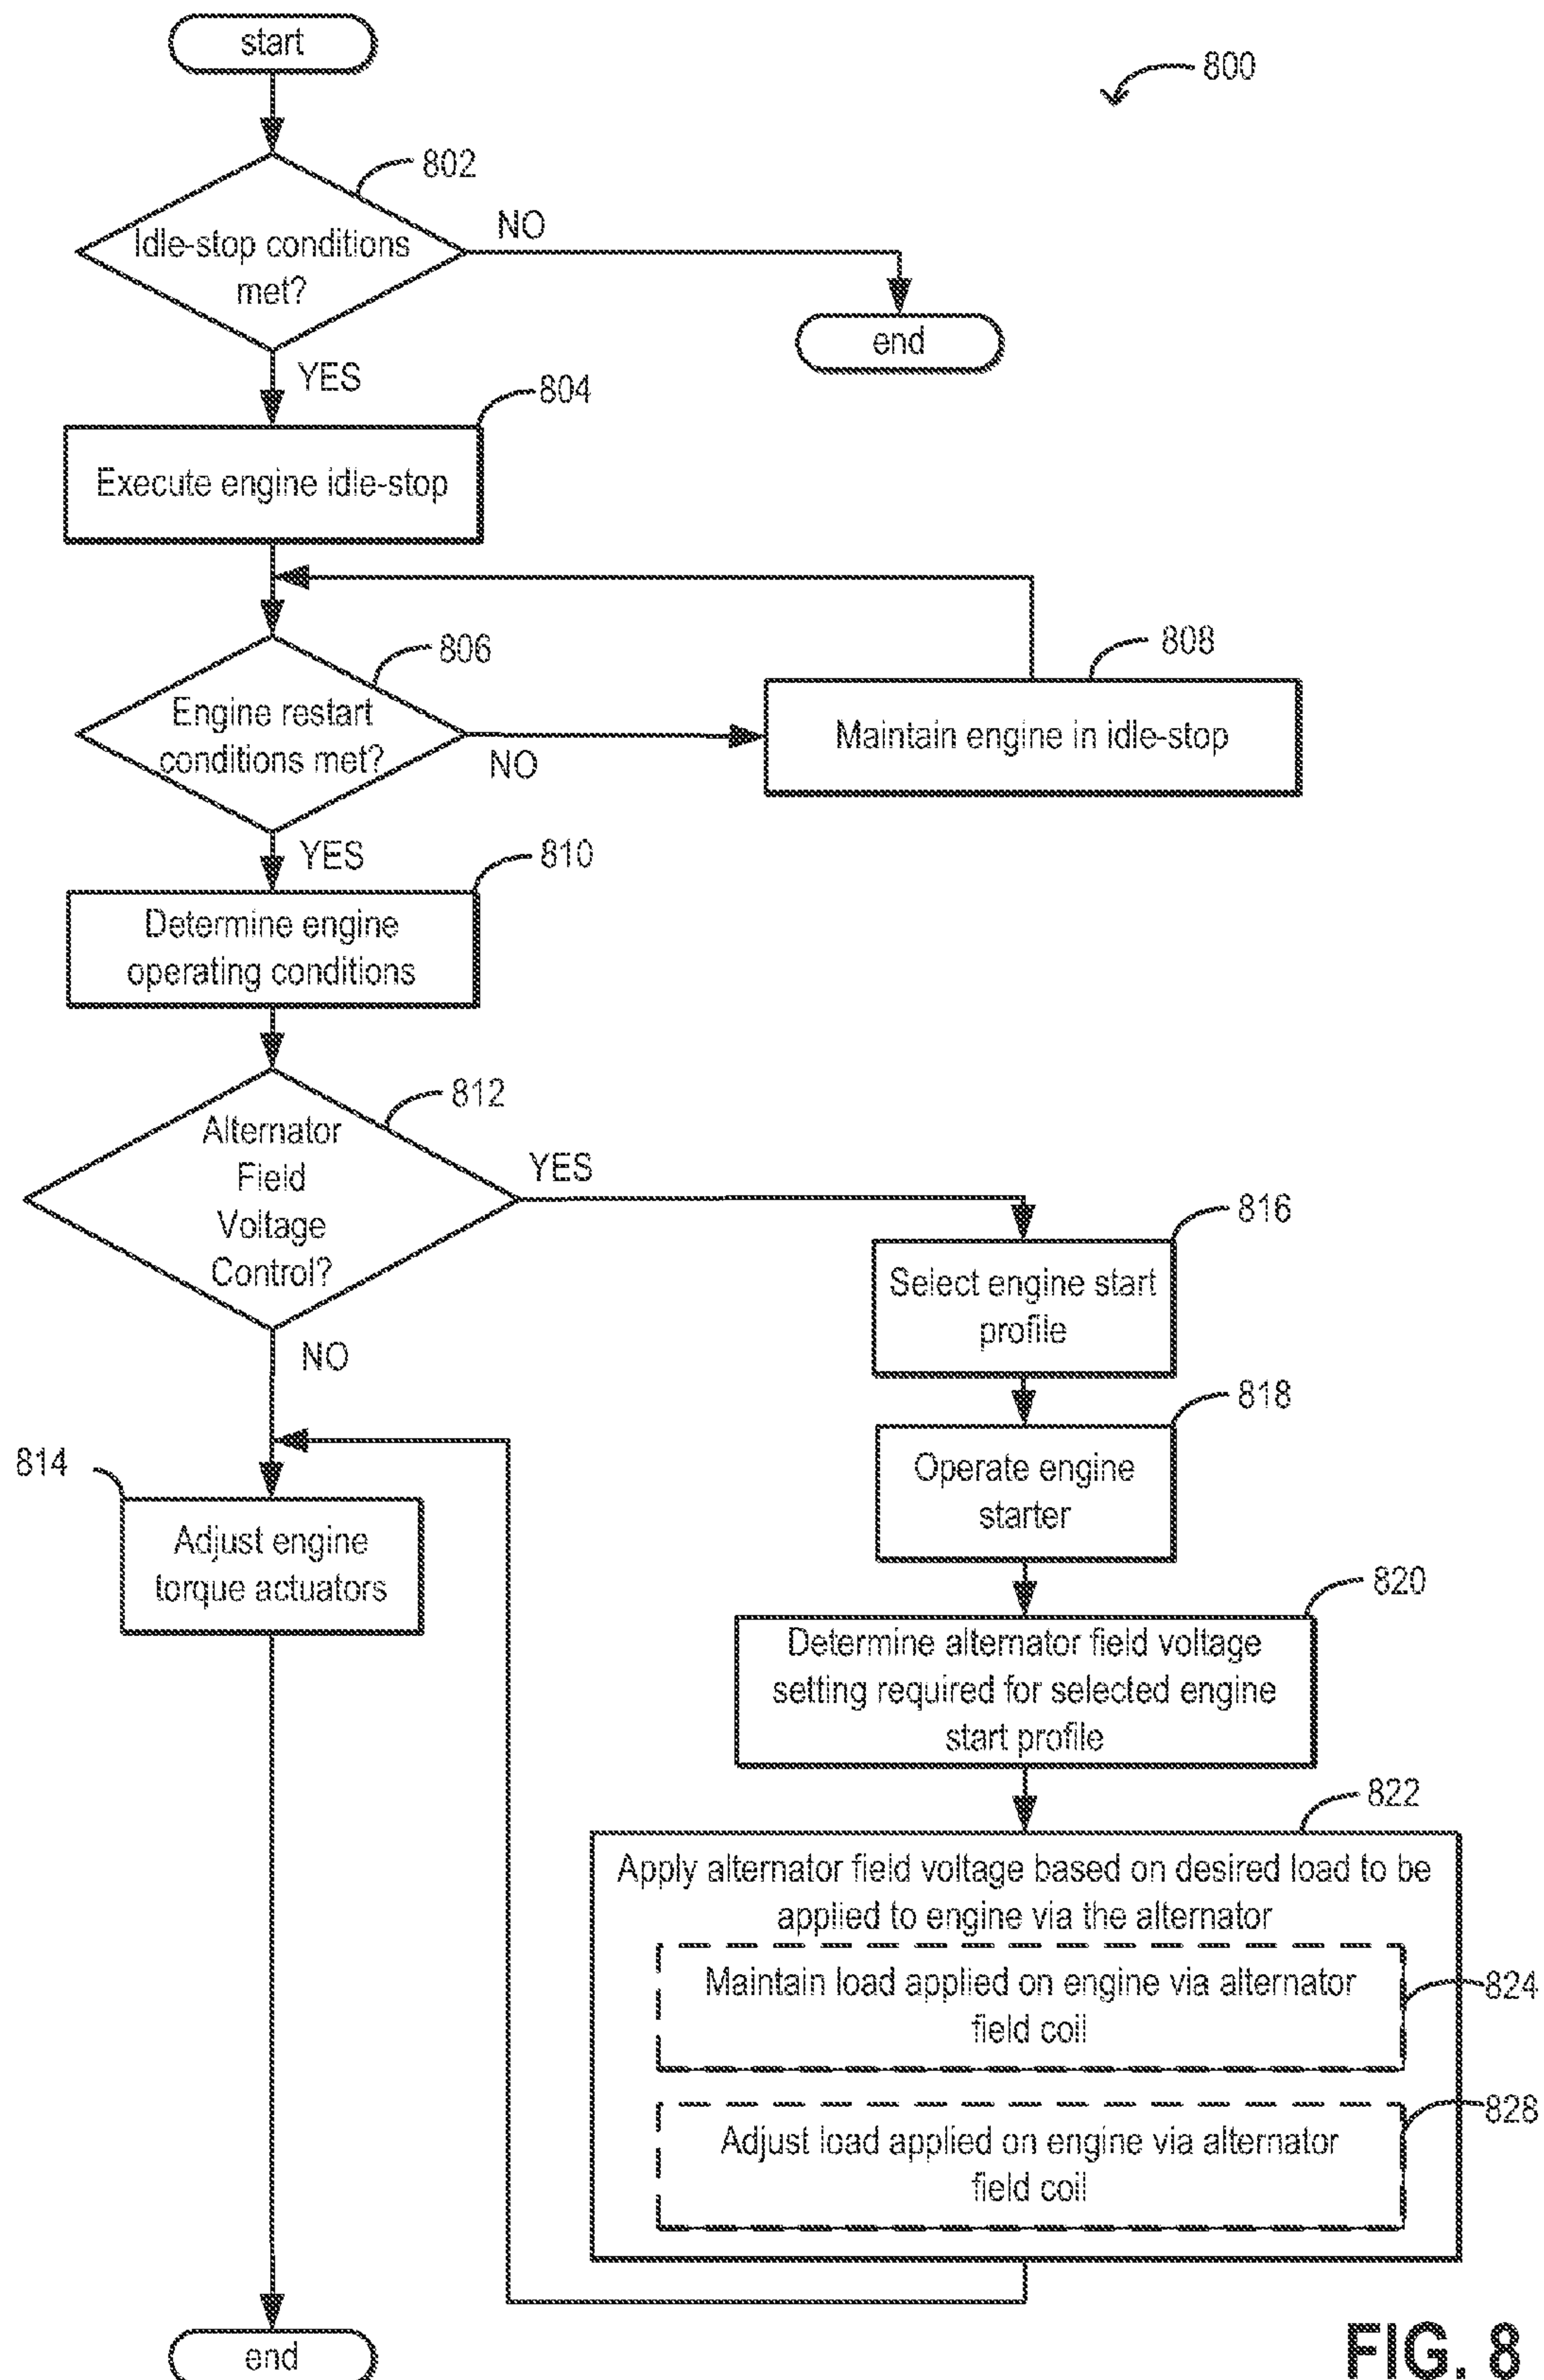 start
800
802
Idle-stop conditions
met?
NO
end
YES
804
Execute engine idle-stop
806
Engine restart
conditions met?
NO
808
Maintain engine in idle-stop
YES
810
Determine engine
operating conditions
812
Alternator
Field
Voltage
Control?
YES
NO
816
Select engine start
profile
818
Operate engine
starter
814
Adjust engine
torque actuators
820
Determine alternator field voltage
setting required for selected engine
start profile
822
Apply alternator field voltage based on desired load to be
applied to engine via the alternator
824
Maintain load applied on engine via alternator
field coil
828
Adjust load applied on engine via alternator
field coil
end
FIG. 8